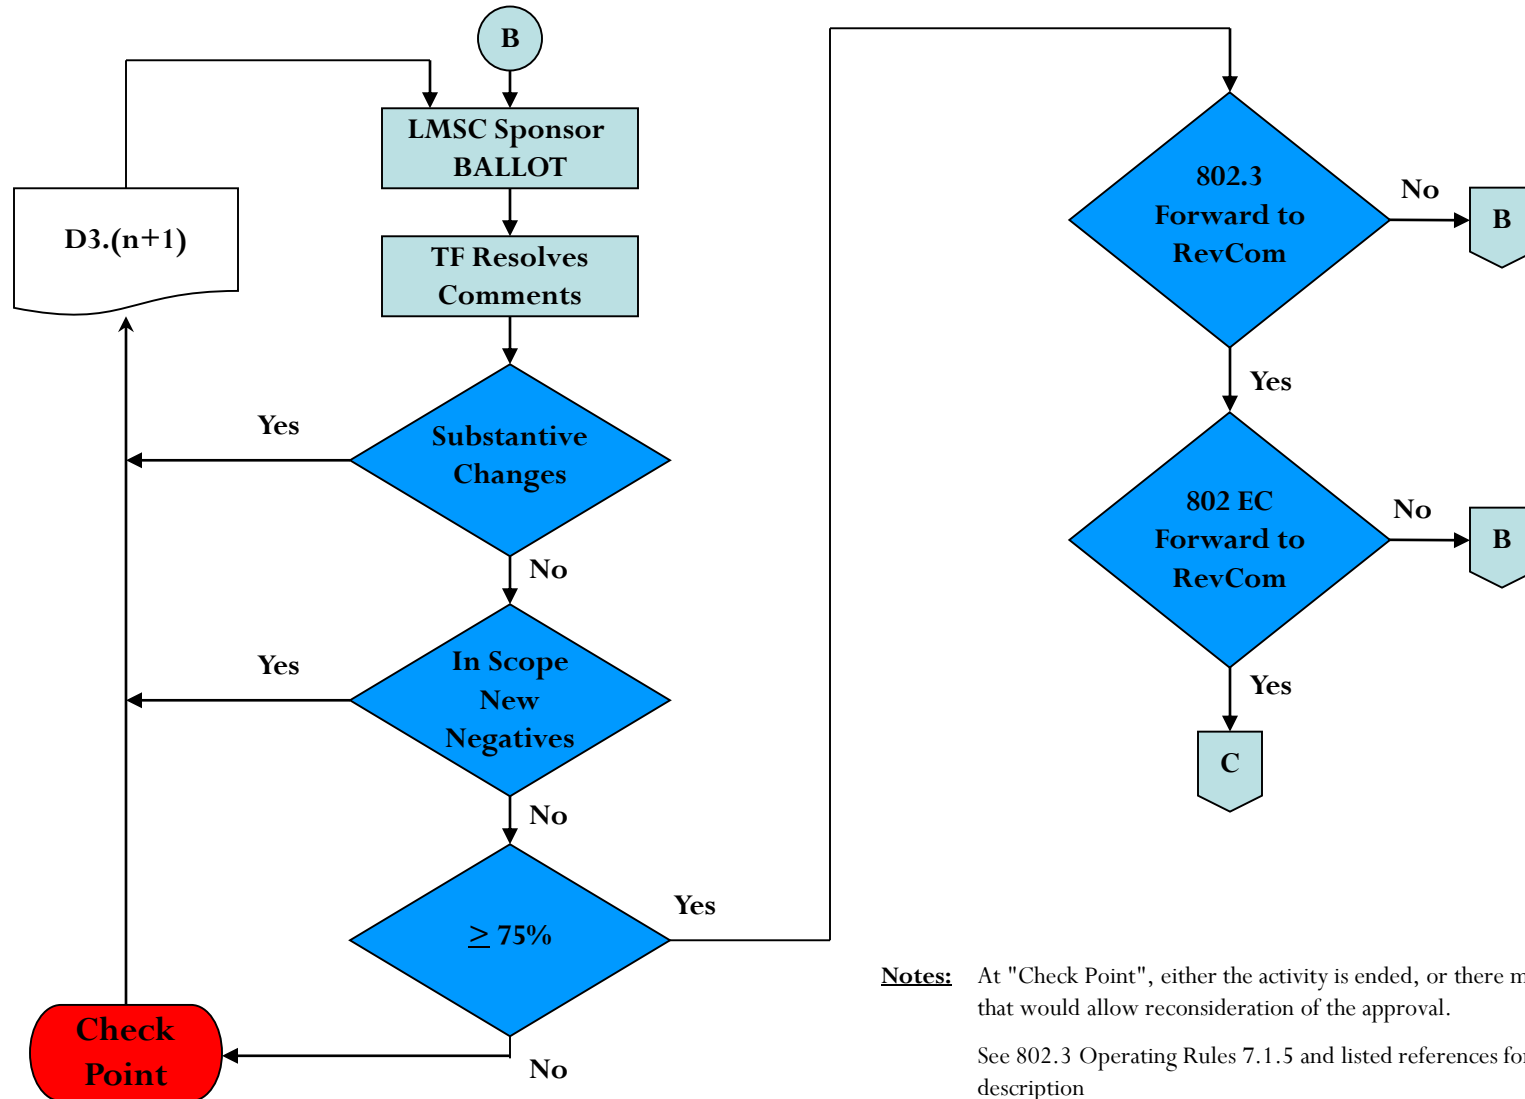 B
LMSC Sponsor
BALLOT
D3.(n+1)
TF Resolves
Comments
Yes
Substantive
Changes
No
Yes
In Scope
New
Negatives
No
≥ 75%
Yes
No
Check
Point
802.3
Forward to
RevCom
No
B
Yes
802 EC
Forward to
RevCom
No
B
Yes
C
Notes: At "Check Point", either the activity is ended, or there
that would allow reconsideration of the approval.
See 802.3 Operating Rules 7.1.5 and listed references for
description